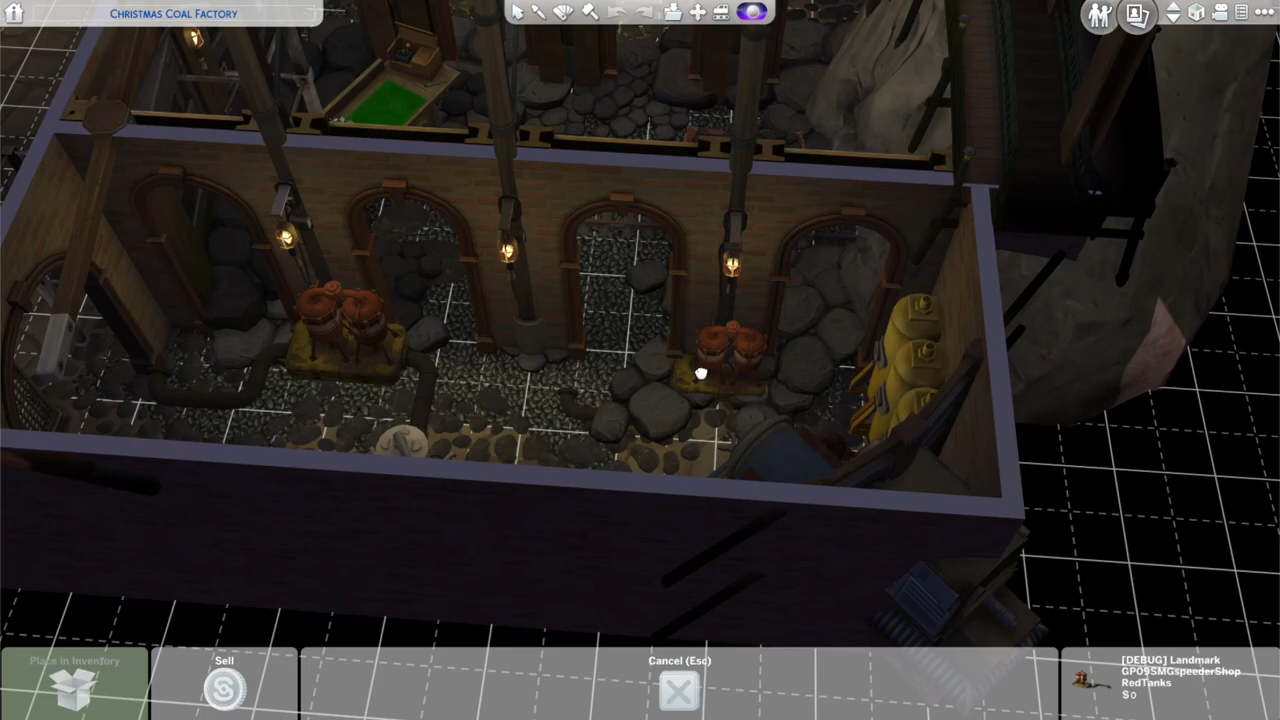 CHRISTMAS COAL FACTORY
Place in Inventory
Sell
Cancel (Esc)
[DEBUG] Landmark
GP09SMGspeederShop
RedTanks
§0